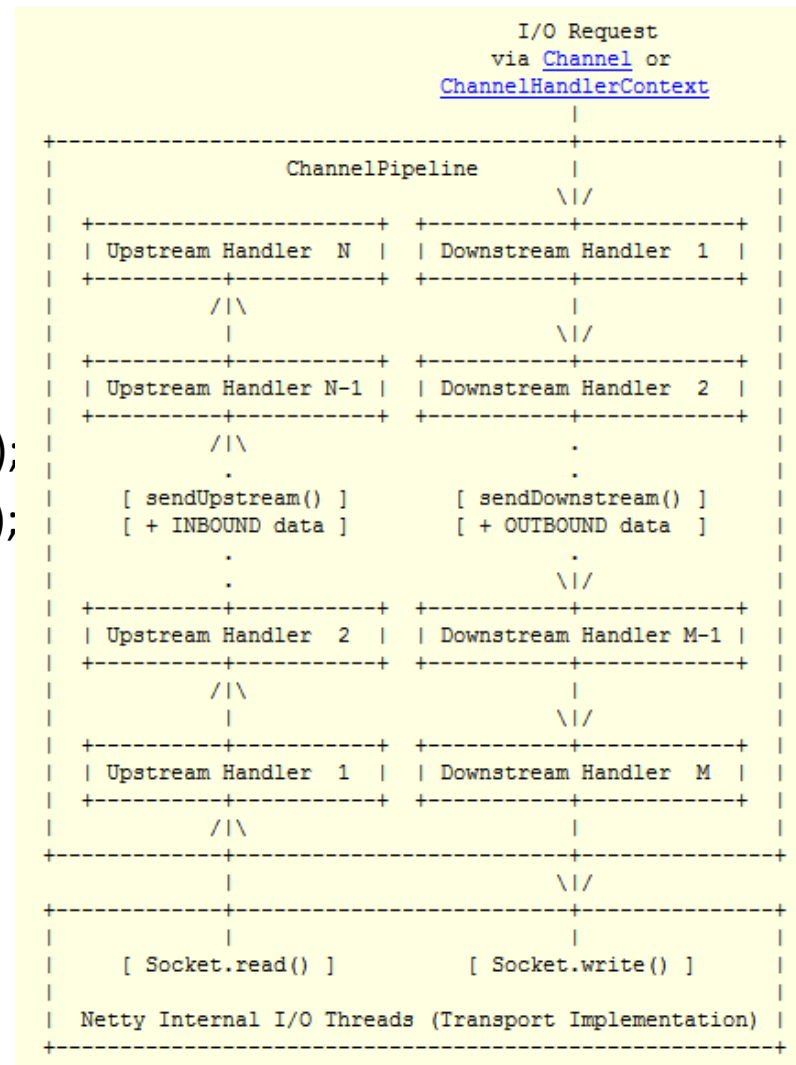 I/O Request
via Channel or
ChannelHandlerContext
|
+----------------------------------------+---------------+
|                  ChannelPipeline       |               |
|                                       \|/              |
|  +----------------------+  +-----------+------------+  |
|  | Upstream Handler  N  |  | Downstream Handler  1  |  |
|  +----------+-----------+  +-----------+------------+  |
|            /|\                         |               |
|             |                         \|/              |
|  +----------+-----------+  +-----------+------------+  |
|  | Upstream Handler N-1 |  | Downstream Handler  2  |  |
|  +----------+-----------+  +-----------+------------+  |
);
|            /|\                         .               |
|             .                          .               |
);
|     [ sendUpstream() ]        [ sendDownstream() ]     |
|     [ + INBOUND data ]        [ + OUTBOUND data  ]     |
|             .                          .               |
|             .                         \|/              |
|  +----------+-----------+  +-----------+------------+  |
|  | Upstream Handler  2  |  | Downstream Handler M-1 |  |
|  +----------+-----------+  +-----------+------------+  |
|            /|\                         |               |
|             |                         \|/              |
|  +----------+-----------+  +-----------+------------+  |
|  | Upstream Handler  1  |  | Downstream Handler  M  |  |
|  +----------+-----------+  +-----------+------------+  |
|            /|\                         |               |
+-------------+--------------------------+---------------+
|                         \|/
+-------------+--------------------------+---------------+
|             |                          |               |
|     [ Socket.read() ]          [ Socket.write() ]      |
|                                                        |
|  Netty Internal I/O Threads (Transport Implementation) |
+--------------------------------------------------------+